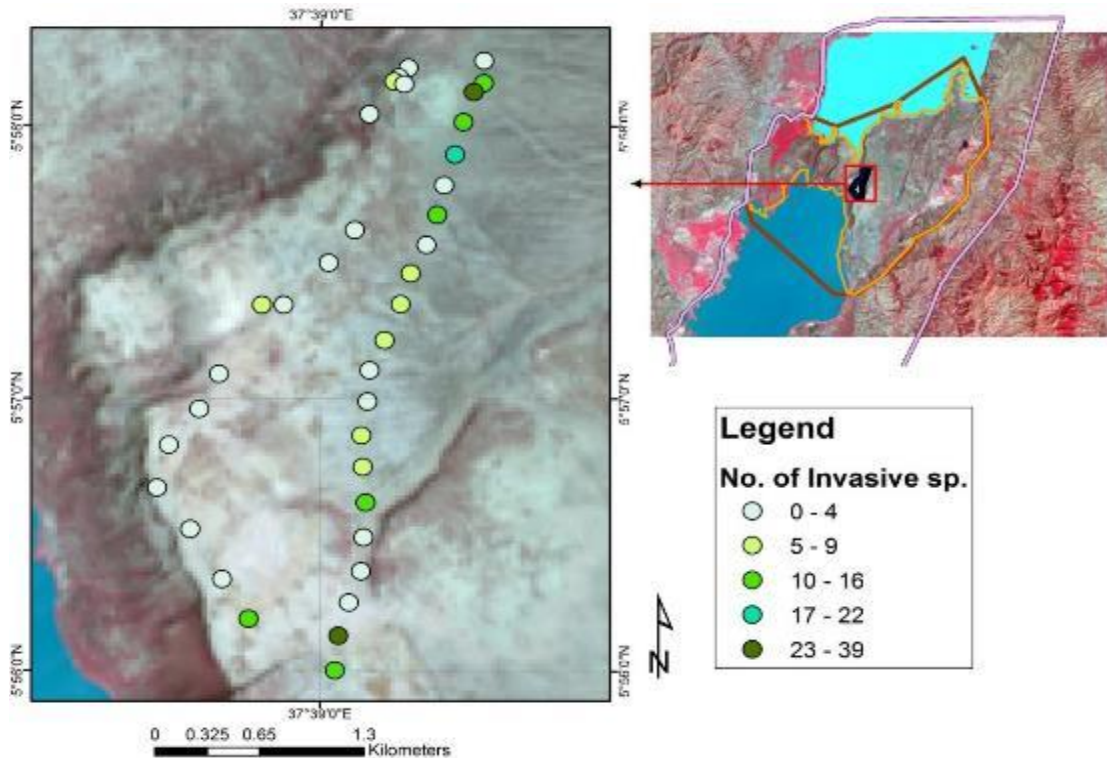 37°39'0"E
5°58'0"N
5°58'0"N
5°57'0"N
5°57'0"N
5°56'0"N
5°56'0"N
37°39'0"E
0 0.325 0.65 1.3
Kilometers
N
Legend
No. of Invasive sp.
0 - 4
5 - 9
10 - 16
17 - 22
23 - 39